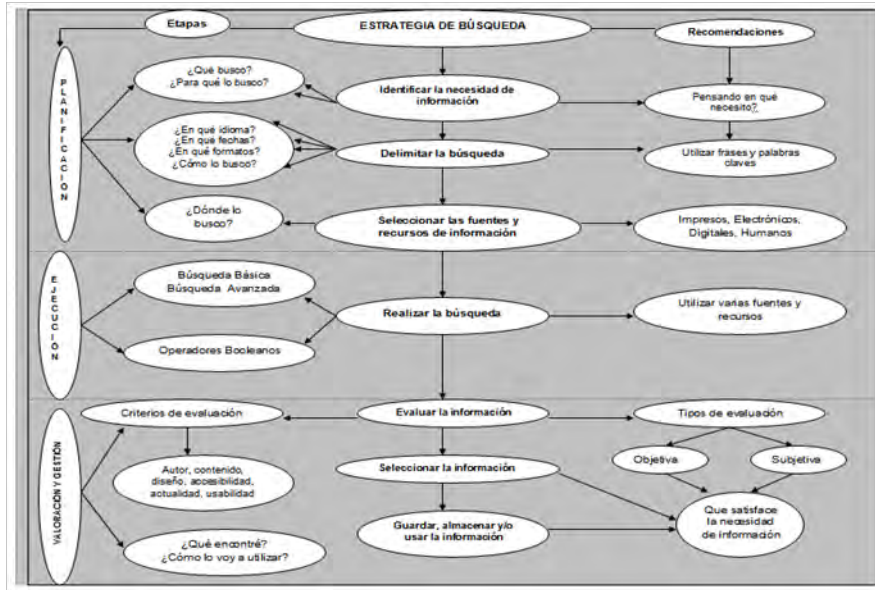 Etapas
ESTRATEGIA DE BÚSQUEDA
Recomendaciones
PLANIFICACIÓN
¿Qué busco?
¿Para qué lo busco?
Identificar la necesidad de
información
Pensando en qué
necesito?
¿En qué idioma?
¿En que fechas?
¿En qué formatos?
¿Cómo lo busco?
Delimitar la búsqueda
Utilizar frases y palabras
claves
¿Dónde lo
busco?
Seleccionar las fuentes y
recursos de información
Impresos, Electrónicos,
Digitales, Humanos
EJECUCIÓN
Búsqueda Básica
Búsqueda Avanzada
Realizar la búsqueda
Utilizar varias fuentes y
recursos
Operadores Booleanos
VALORACIÓN Y GESTIÓN
Criterios de evaluación
Evaluar la información
Tipos de evaluación
Autor, contenido,
diseño, accesibilidad,
actualidad, usabilidad
Seleccionar la información
Objetiva
Subjetiva
Guardar, almacenar y/o
usar la información
Que satisface
la necesidad
de información
¿Qué encontré?
¿Cómo lo voy a utilizar?